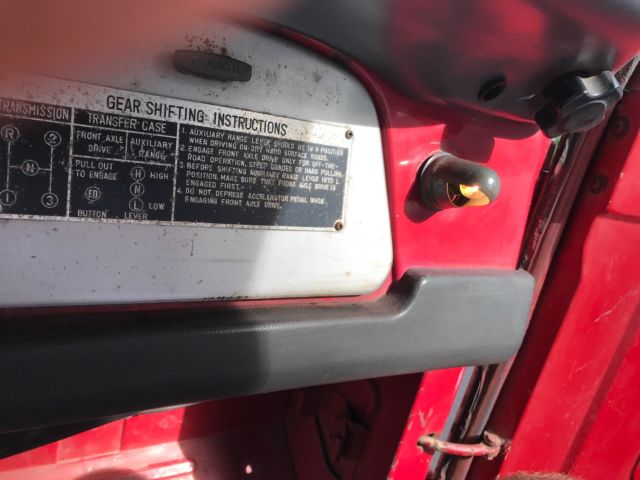 GEAR SHIFTING INSTRUCTIONS
TRANSMISSION
R 2
1 3
TRANSFER CASE
FRONT AXLE DRIVE
AUXILIARY RANGE
PULL OUT TO ENGAGE
H HIGH
N N
L LOW
BUTTON LEVER
1. AUXILIARY RANGE LEVER SHOULD BE IN H POSITION
WHEN DRIVING ON DRY HARD SURFACE ROADS.
2. ENGAGE FRONT AXLE DRIVE ONLY FOR OFF-THE-
ROAD OPERATION, STEEP GRADES OR HARD PULLING.
3. BEFORE SHIFTING AUXILIARY RANGE LEVER INTO L
POSITION, MAKE SURE THAT FRONT AXLE DRIVE IS
ENGAGED FIRST.
4. DO NOT DEPRESS ACCELERATOR PEDAL WHEN
ENGAGING FRONT AXLE DRIVE.